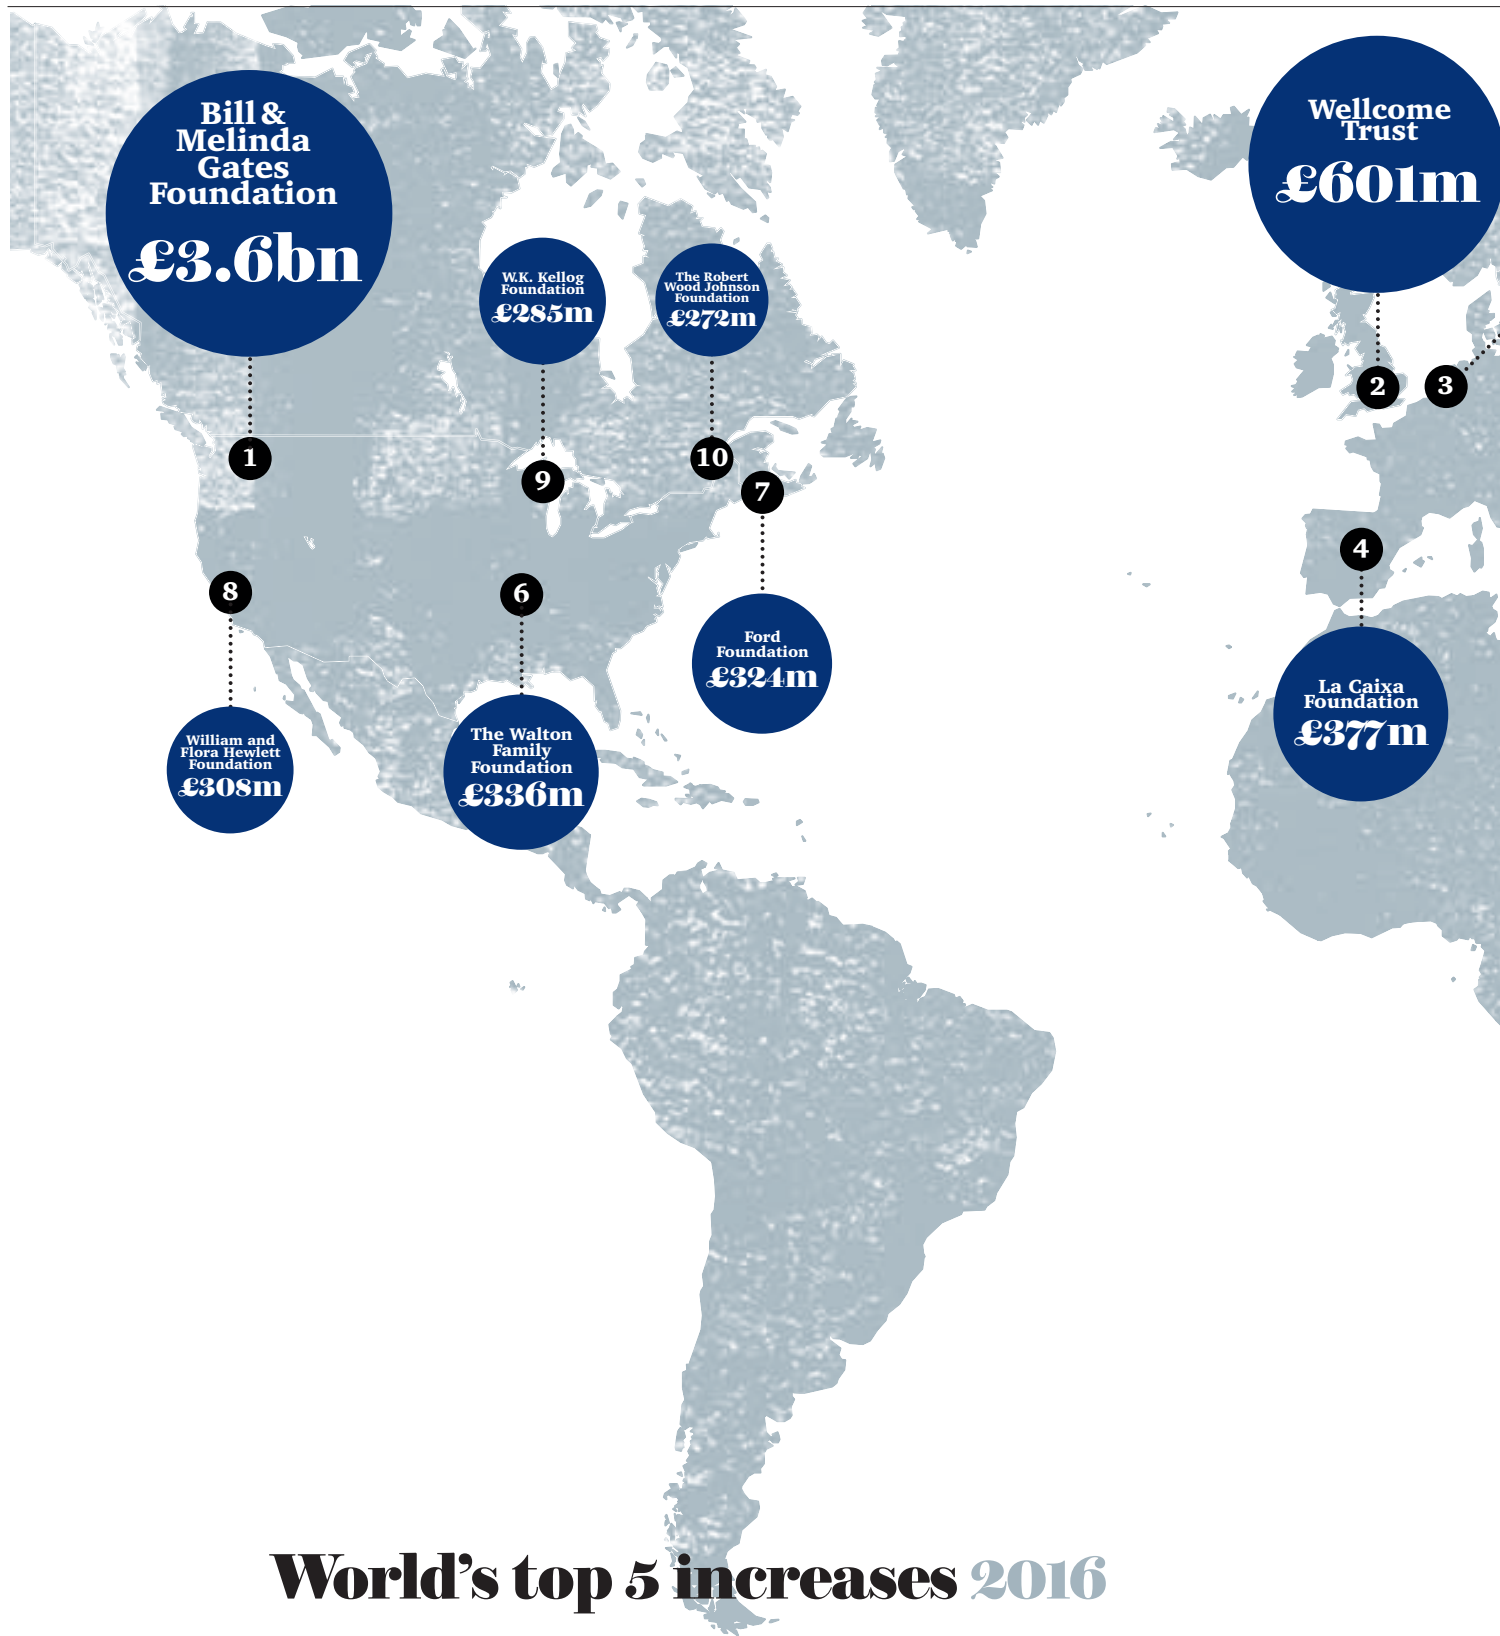 Bill &
Melinda
Gates
Foundation
£3.6bn
Wellcome
Trust
£601m
W.K. Kellog
Foundation
£285m
The Robert
Wood Johnson
Foundation
£272m
2
3
1
10
9
7
4
8
6
Ford
Foundation
£324m
La Caixa
Foundation
£377m
William and
Flora Hewlett
Foundation
£308m
The Walton
Family
Foundation
£336m
World's top 5 increases 2016